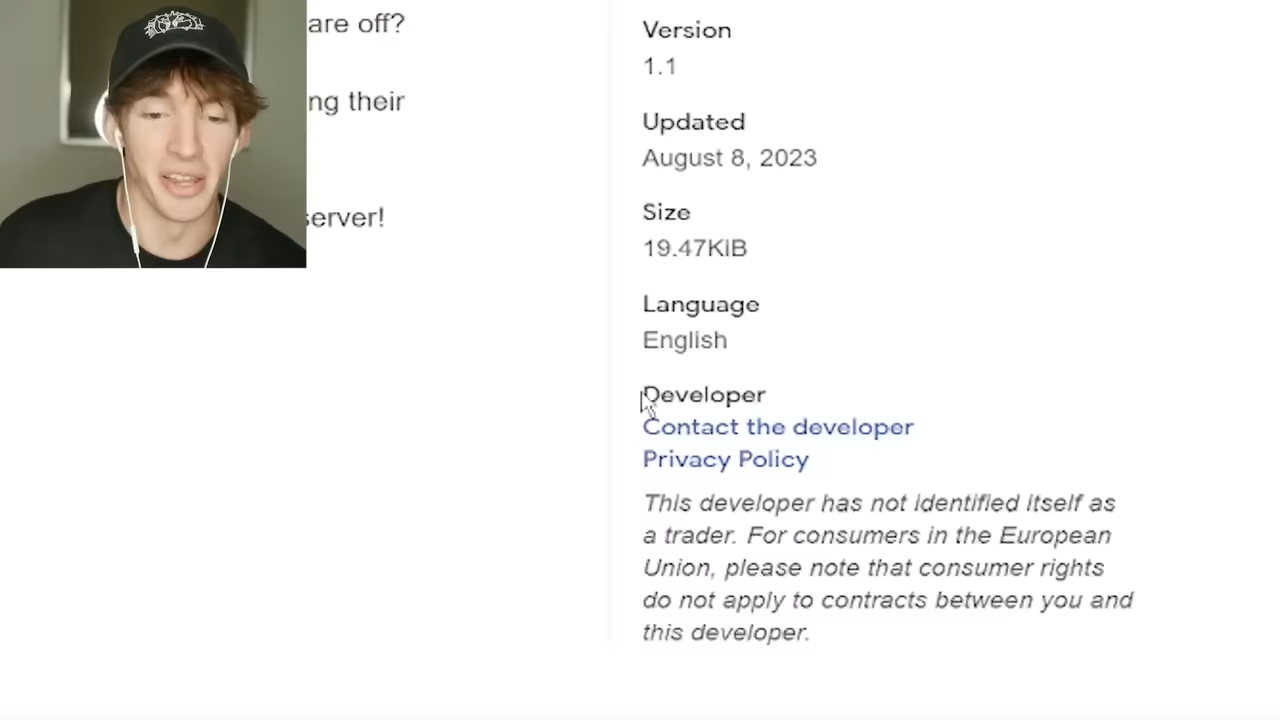 are off?
ng their
server!
Version
1.1
Updated
August 8, 2023
Size
19.47KiB
Language
English
Developer
Contact the developer
Privacy Policy
This developer has not identified itself as
a trader. For consumers in the European
Union, please note that consumer rights
do not apply to contracts between you and
this developer.